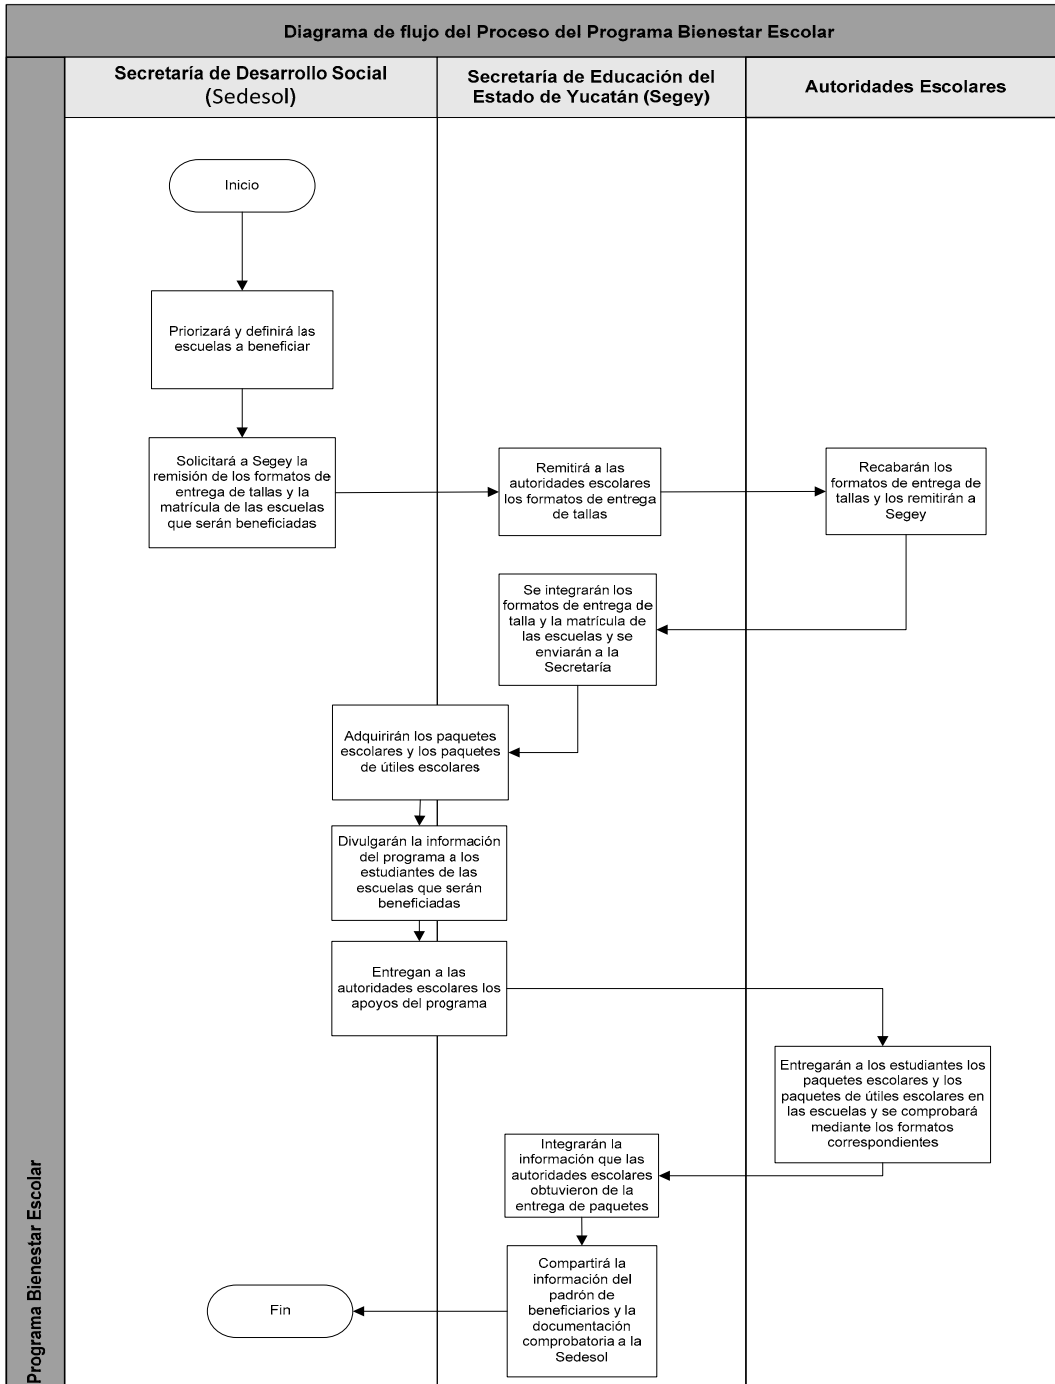 Diagrama de flujo del Proceso del Programa Bienestar Escolar
Secretaría de Desarrollo Social
(Sedesol)
Secretaría de Educación del
Estado de Yucatán (Segey)
Autoridades Escolares
Inicio
Priorizará y definirá las
escuelas a beneficiar
Solicitará a Segey la
remisión de los formatos de
entrega de tallas y la
matrícula de las escuelas
que serán beneficiadas
Remitirá a las
autoridades escolares
los formatos de entrega
de tallas
Recabarán los
formatos de entrega de
tallas y los remitirán a
Segey
Se integrarán los
formatos de entrega de
talla y la matrícula de
las escuelas y se
enviarán a la
Secretaría
Adquirirán los paquetes
escolares y los paquetes
de útiles escolares
Divulgarán la información
del programa a los
estudiantes de las
escuelas que serán
beneficiadas
Entregan a las
autoridades escolares los
apoyos del programa
Entregarán a los estudiantes los
paquetes escolares y los
paquetes de útiles escolares en
las escuelas y se comprobará
mediante los formatos
correspondientes
Integrarán la
información que las
autoridades escolares
obtuvieron de la
entrega de paquetes
Compartirá la
información del
padrón de
beneficiarios y la
documentación
comprobatoria a la
Sedesol
Fin
Programa Bienestar Escolar